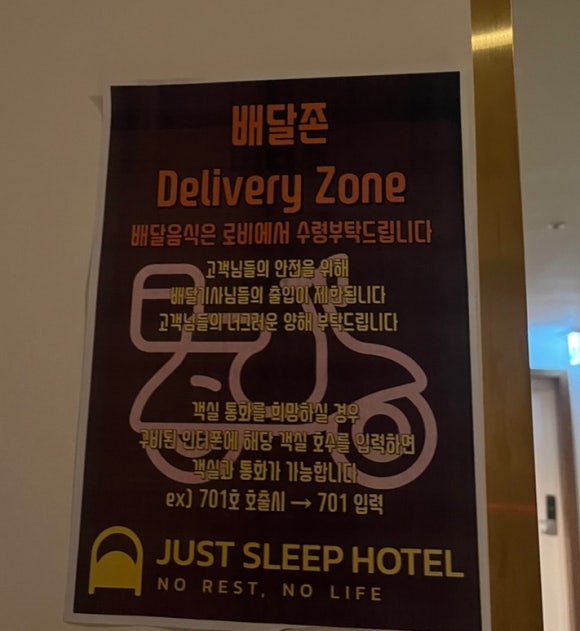 배달존
Delivery Zone
배달음식은 로비에서 수령부탁드립니다
고객님들의 안전을 위해
배달기사님들의 출입이 제한됩니다
고객님들의 너그러운 양해 부탁드립니다
객실 통화를 희망하실 경우
구비된 인터폰에 해당 객실 호수를 입력하면
객실과 통화가 가능합니다
ex) 701호 호출시 → 701 입력
JUST SLEEP HOTEL
NO REST, NO LIFE